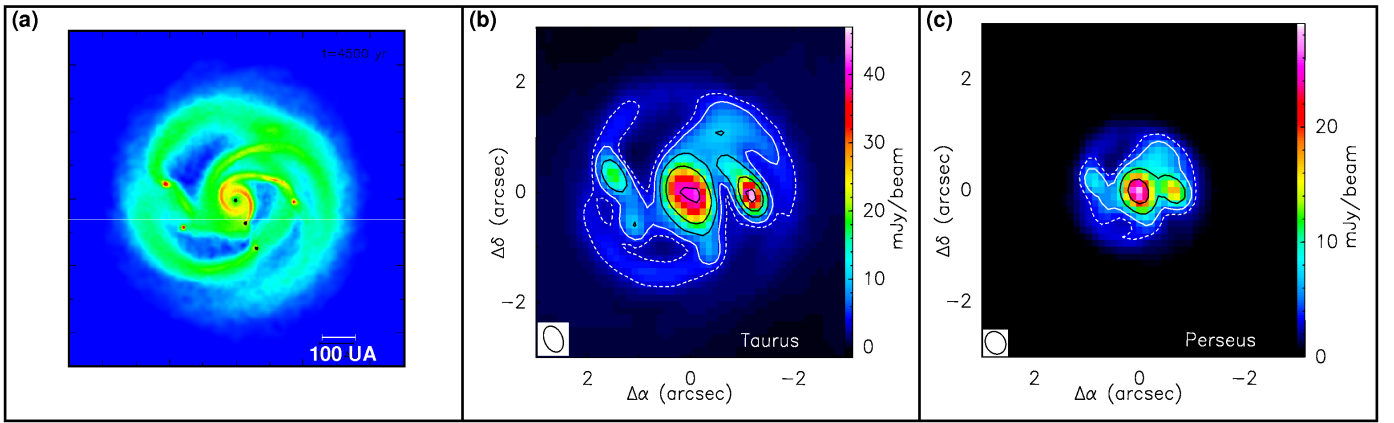 (a)
t=4600 yr
100 UA
(b)
2
0
−2
Δδ (arcsec)
2
0
−2
Δα (arcsec)
Taurus
40
30
20
10
0
mJy/beam
(c)
2
0
−2
Δδ (arcsec)
2
0
−2
Δα (arcsec)
Perseus
20
10
0
mJy/beam